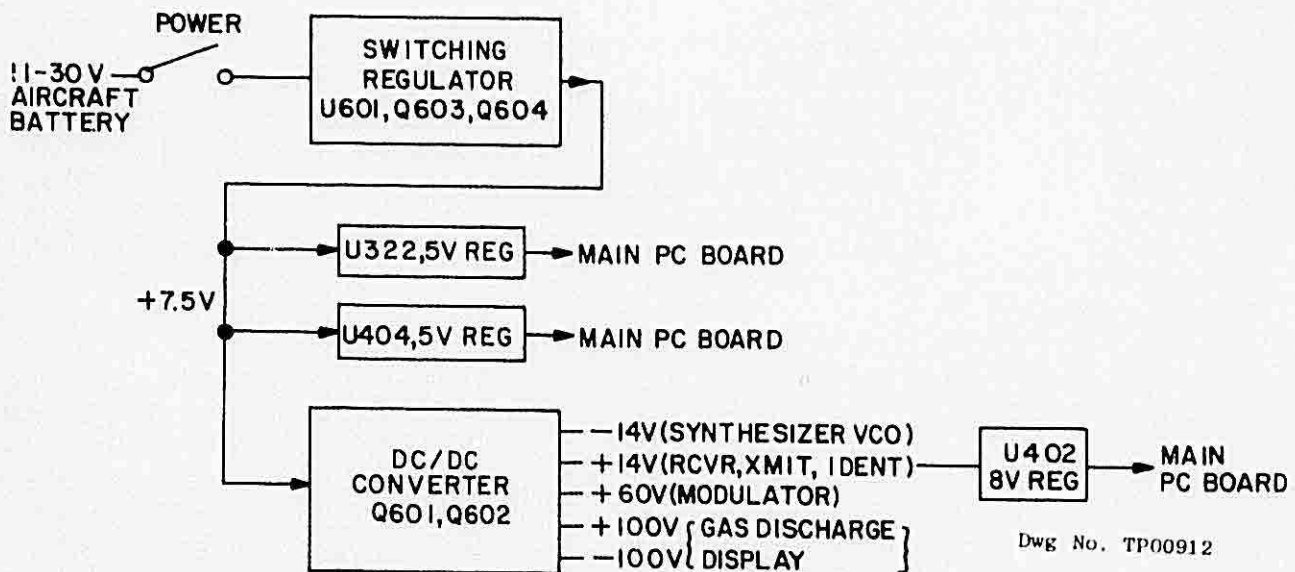 POWER
11-30 V
AIRCRAFT
BATTERY
SWITCHING
REGULATOR
U601, Q603, Q604
U322, 5V REG
MAIN PC BOARD
+7.5V
U404, 5V REG
MAIN PC BOARD
DC/DC
CONVERTER
Q601, Q602
-14V (SYNTHESIZER VCO)
+14V (RCVR, XMIT, IDENT)
+60V (MODULATOR)
+100V { GAS DISCHARGE }
-100V { DISPLAY }
U402
8V REG
MAIN
PC BOARD
Dwg No. TP00912